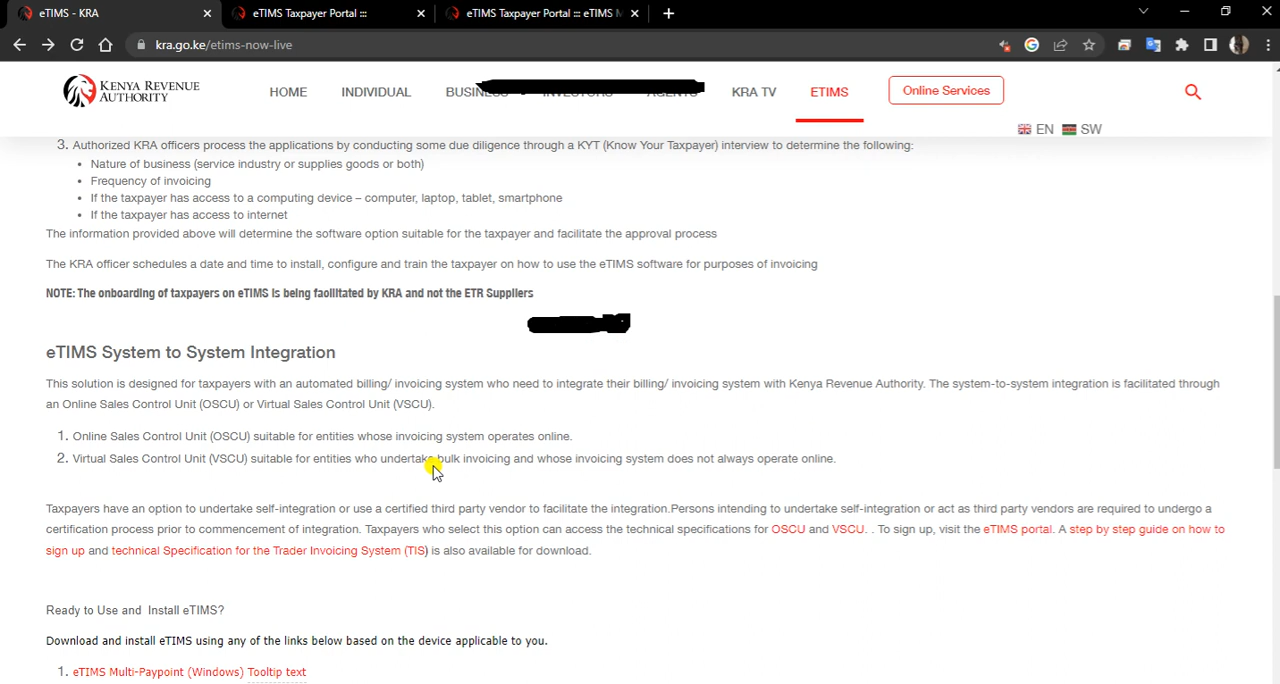 eTIMS - KRA
eTIMS Taxpayer Portal :::
eTIMS Taxpayer Portal ::: eTIMS M
kra.go.ke/etims-now-live
KENYA REVENUE
AUTHORITY
HOME INDIVIDUAL BUSINESS INVESTORS AGENTS KRA TV ETIMS Online Services
EN SW
3. Authorized KRA officers process the applications by conducting some due diligence through a KYT (Know Your Taxpayer) interview to determine the following:
• Nature of business (service industry or supplies goods or both)
• Frequency of invoicing
• If the taxpayer has access to a computing device – computer, laptop, tablet, smartphone
• If the taxpayer has access to internet
The information provided above will determine the software option suitable for the taxpayer and facilitate the approval process
The KRA officer schedules a date and time to install, configure and train the taxpayer on how to use the eTIMS software for purposes of invoicing
NOTE: The onboarding of taxpayers on eTIMS is being facilitated by KRA and not the ETR Suppliers
eTIMS System to System Integration
This solution is designed for taxpayers with an automated billing/ invoicing system who need to integrate their billing/ invoicing system with Kenya Revenue Authority. The system-to-system integration is facilitated through
an Online Sales Control Unit (OSCU) or Virtual Sales Control Unit (VSCU).
1. Online Sales Control Unit (OSCU) suitable for entities whose invoicing system operates online.
2. Virtual Sales Control Unit (VSCU) suitable for entities who undertake bulk invoicing and whose invoicing system does not always operate online.
Taxpayers have an option to undertake self-integration or use a certified third party vendor to facilitate the integration.Persons intending to undertake self-integration or act as third party vendors are required to undergo a
certification process prior to commencement of integration. Taxpayers who select this option can access the technical specifications for OSCU and VSCU. . To sign up, visit the eTIMS portal. A step by step guide on how to
sign up and technical Specification for the Trader Invoicing System (TIS) is also available for download.
Ready to Use and Install eTIMS?
Download and install eTIMS using any of the links below based on the device applicable to you.
1. eTIMS Multi-Paypoint (Windows) Tooltip text